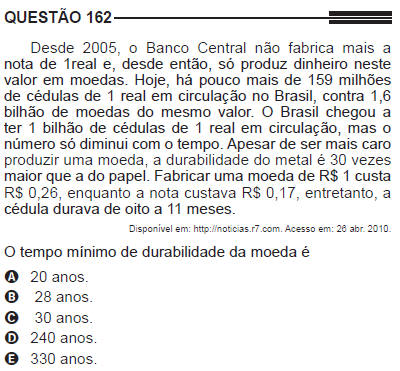 QUESTÃO 162
Desde 2005, o Banco Central não fabrica mais a
nota de 1real e, desde então, só produz dinheiro neste
valor em moedas. Hoje, há pouco mais de 159 milhões
de cédulas de 1 real em circulação no Brasil, contra 1,6
bilhão de moedas do mesmo valor. O Brasil chegou a
ter 1 bilhão de cédulas de 1 real em circulação, mas o
número só diminui com o tempo. Apesar de ser mais caro
produzir uma moeda, a durabilidade do metal é 30 vezes
maior que a do papel. Fabricar uma moeda de R$ 1 custa
R$ 0,26, enquanto a nota custava R$ 0,17, entretanto, a
cédula durava de oito a 11 meses.
Disponível em: http://noticias.r7.com. Acesso em: 26 abr. 2010.
O tempo mínimo de durabilidade da moeda é
A 20 anos.
B 28 anos.
C 30 anos.
D 240 anos.
E 330 anos.